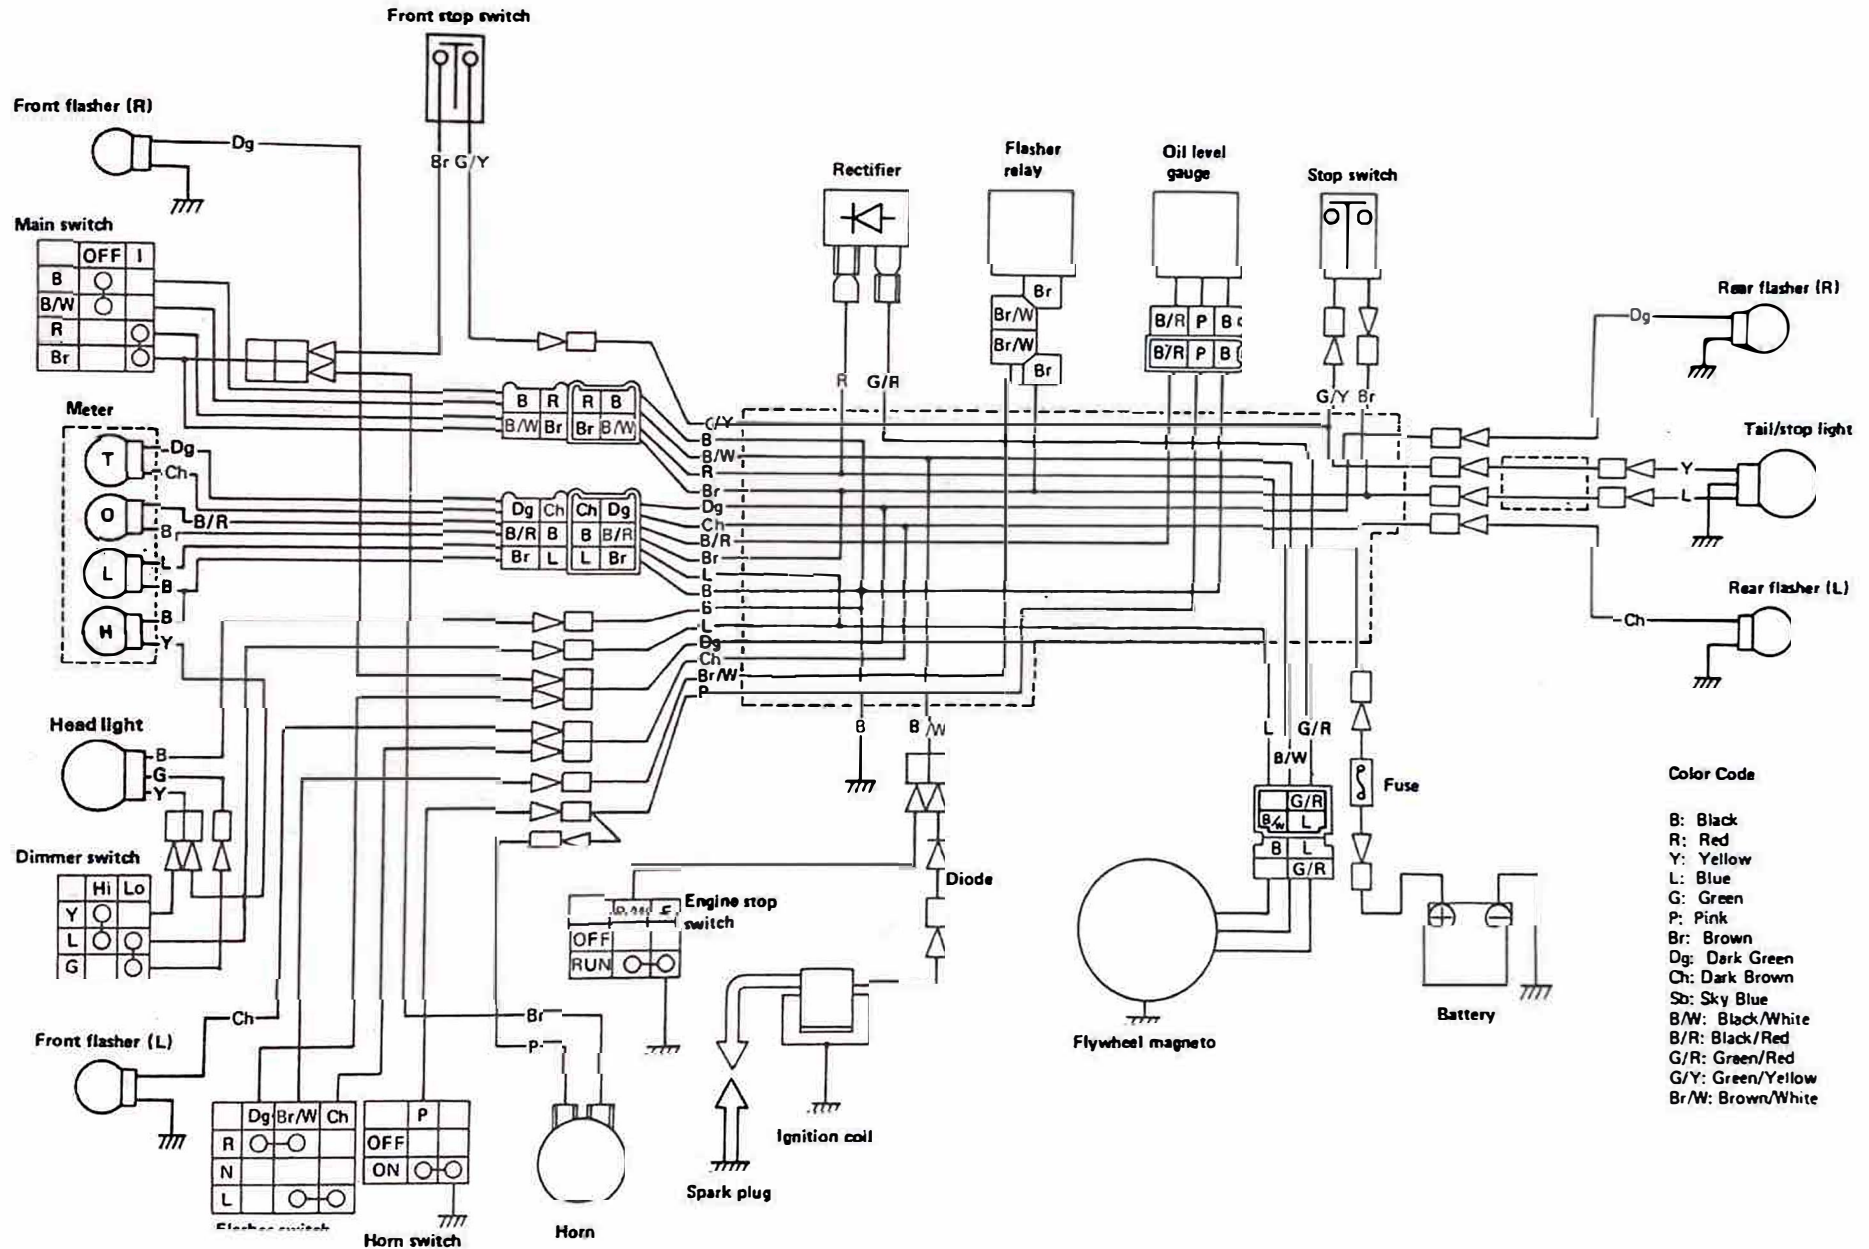 Front stop switch
Br G/Y
Front flasher (R)
Dg
Main switch
OFF I
B
B/W
R
Br
Meter
T
Dg
Ch
O
B/R
B
L
L
B
H
B
Y
Head light
B
G
Y
Dimmer switch
Hi Lo
Y
L
G
Front flasher (L)
Ch
Dg Br/W Ch
R
N
L
P
OFF
ON
Horn switch
B R R B
B/W Br Br B/W
Dg Ch Ch Dg
B/R B B B/R
Br L L Br
Br
P
Horn
G/Y
B
B/W
R
Br
Dg
Ch
B/R
Br
L
B
B
L
Dg
Ch
Br/W
P
Rectifier
R G/R
Flasher
relay
Br
Br/W
Br/W
Br
Oil level
gauge
B/R P B
B/R P B
Stop switch
G/Y Br
B B/W
Diode
Engine stop
switch
OFF
RUN
Spark plug
Ignition coil
L G/R
B/W
G/R
B/W L
B L
G/R
Flywheel magneto
Fuse
Battery
Rear flasher (R)
Dg
Tail/stop light
Y
L
Rear flasher (L)
Ch
Color Code
B: Black
R: Red
Y: Yellow
L: Blue
G: Green
P: Pink
Br: Brown
Dg: Dark Green
Ch: Dark Brown
Sb: Sky Blue
B/W: Black/White
B/R: Black/Red
G/R: Green/Red
G/Y: Green/Yellow
Br/W: Brown/White